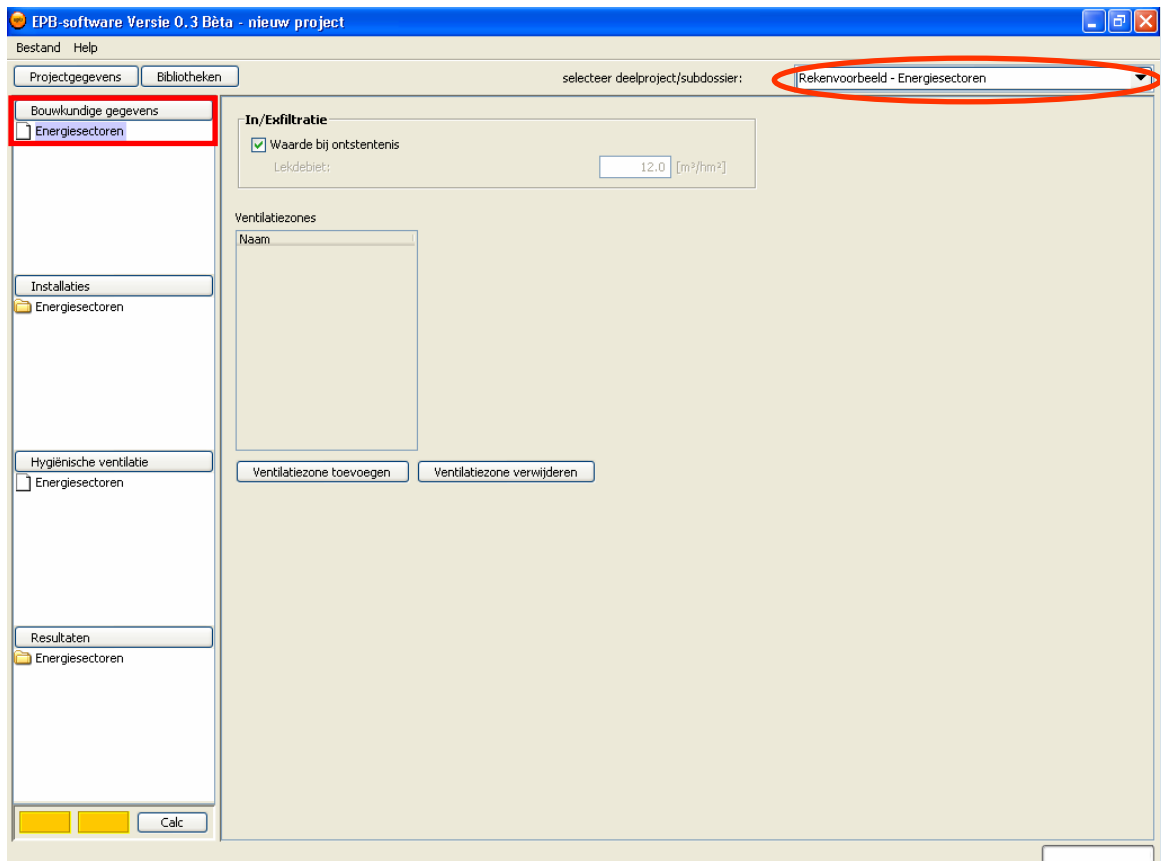 EPB-software Versie 0.3 Bèta - nieuw project
Bestand Help
Projectgegevens Bibliotheken selecteer deelproject/subdossier: Rekenvoorbeeld - Energiesectoren
Bouwkundige gegevens
Energiesectoren
In/Exfiltratie
Waarde bij ontstentenis
Lekdebiet: 12.0 [m³/hm²]
Ventilatiezones
Naam
Installaties
Energiesectoren
Hygiënische ventilatie
Energiesectoren
Ventilatiezone toevoegen Ventilatiezone verwijderen
Resultaten
Energiesectoren
Calc